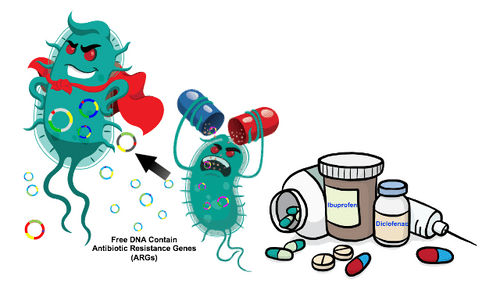 Ibuprofen
Diclofenac
Free DNA Contain
Antibiotic Resistance Genes
(ARGs)